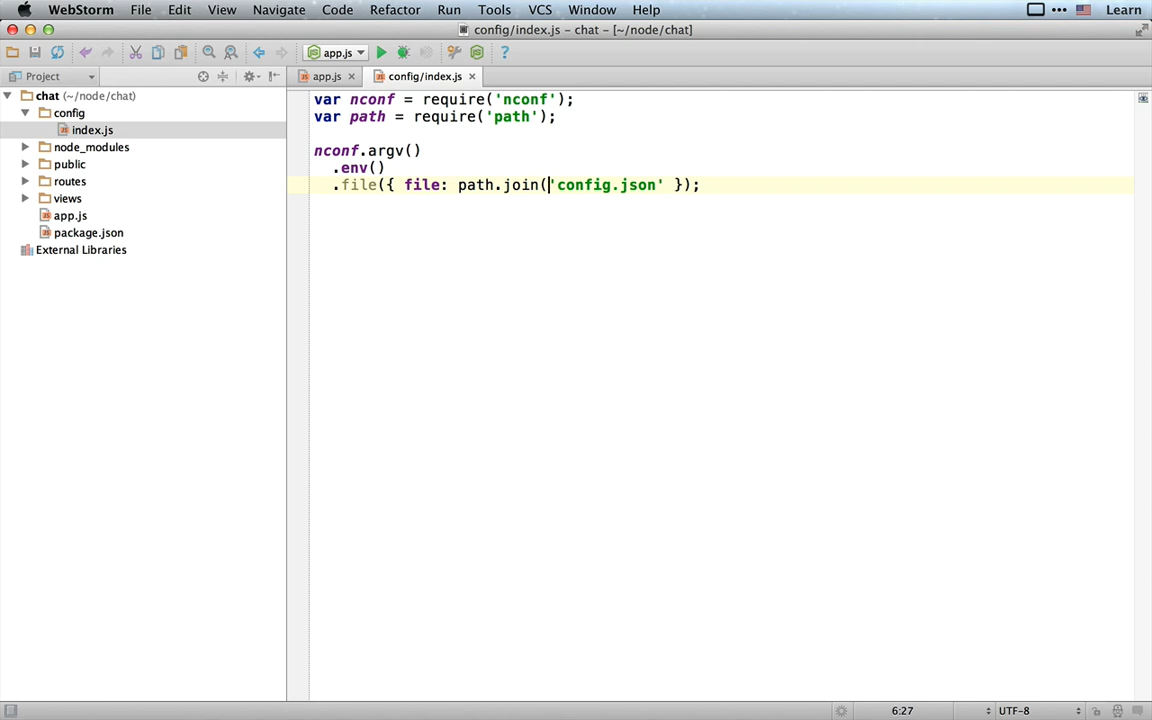 WebStorm File Edit View Navigate Code Refactor Run Tools VCS Window Help Learn
config/index.js – chat – [~/node/chat]
app.js
Project app.js config/index.js
chat (~/node/chat)
config
index.js
node_modules
public
routes
views
app.js
package.json
External Libraries
var nconf = require('nconf');
var path = require('path');
nconf.argv()
.env()
.file({ file: path.join('config.json' });
6:27 UTF-8